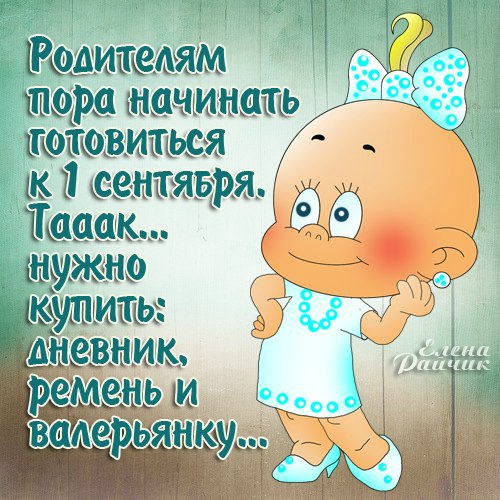 Родителям
пора начинать
готовиться
к 1 сентября.
Тааак...
нужно
купить:
дневник,
ремень и
валерьянку...
Елена
Райчик